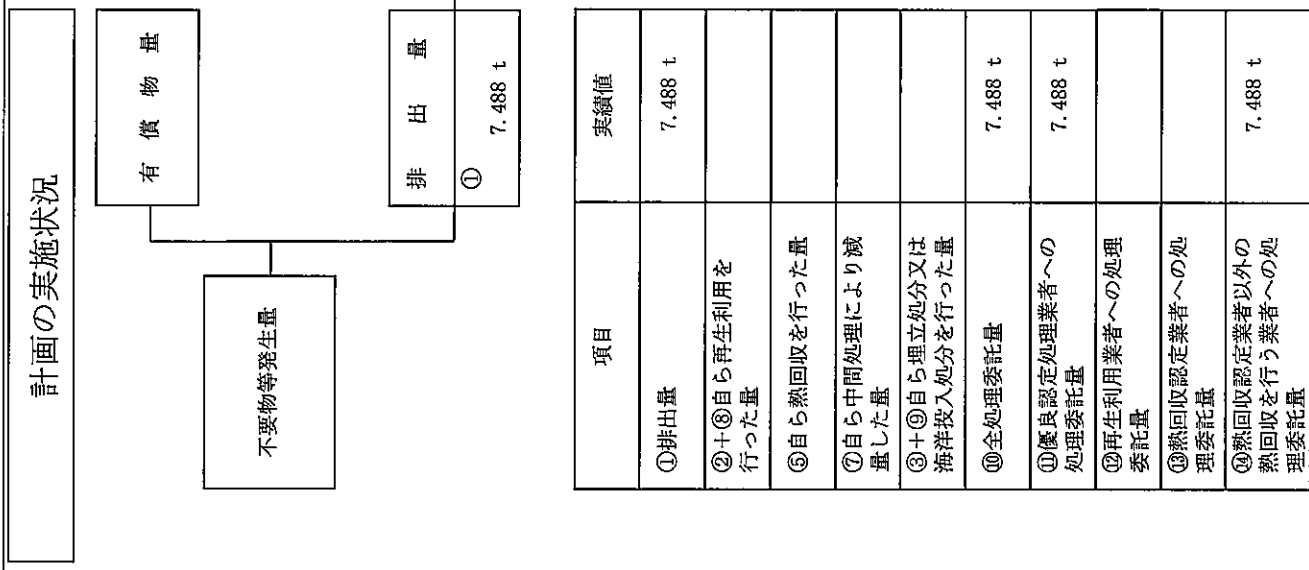 計画の実施状況
有償物量
不要物等発生量
排出量
①
7.488 t
項目
実績値
①排出量
7.488 t
②+⑧自ら再生利用を
行った量
⑤自ら熱回収を行った量
⑦自ら中間処理により減
量した量
③+⑨自ら埋立処分又は
海洋投入処分を行った量
⑩全処理委託量
7.488 t
⑪優良認定処理業者への
処理委託量
7.488 t
⑫再生利用業者への処理
委託量
⑬熱回収認定業者への処
理委託量
⑭熱回収認定業者以外の
熱回収を行う業者への処
理委託量
7.488 t